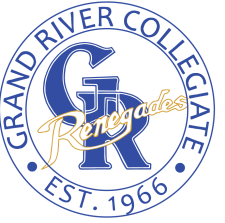 GRAND RIVER COLLEGIATE
GR
Renegades
EST. 1966